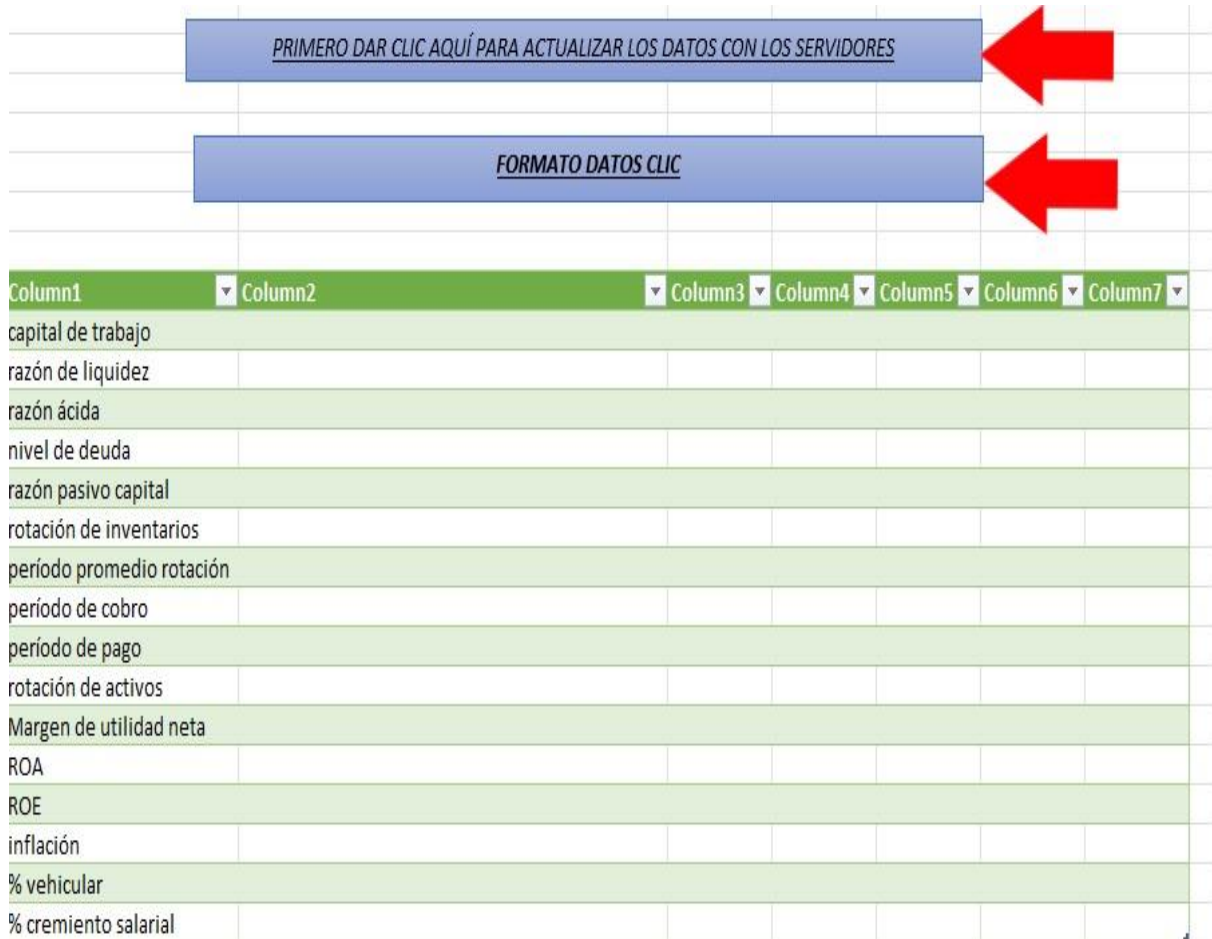 PRIMERO DAR CLIC AQUÍ PARA ACTUALIZAR LOS DATOS CON LOS SERVIDORES
FORMATO DATOS CLIC
Column1 Column2 Column3 Column4 Column5 Column6 Column7
capital de trabajo
razón de liquidez
razón ácida
nivel de deuda
razón pasivo capital
rotación de inventarios
período promedio rotación
período de cobro
período de pago
rotación de activos
Margen de utilidad neta
ROA
ROE
inflación
% vehicular
% cremiento salarial